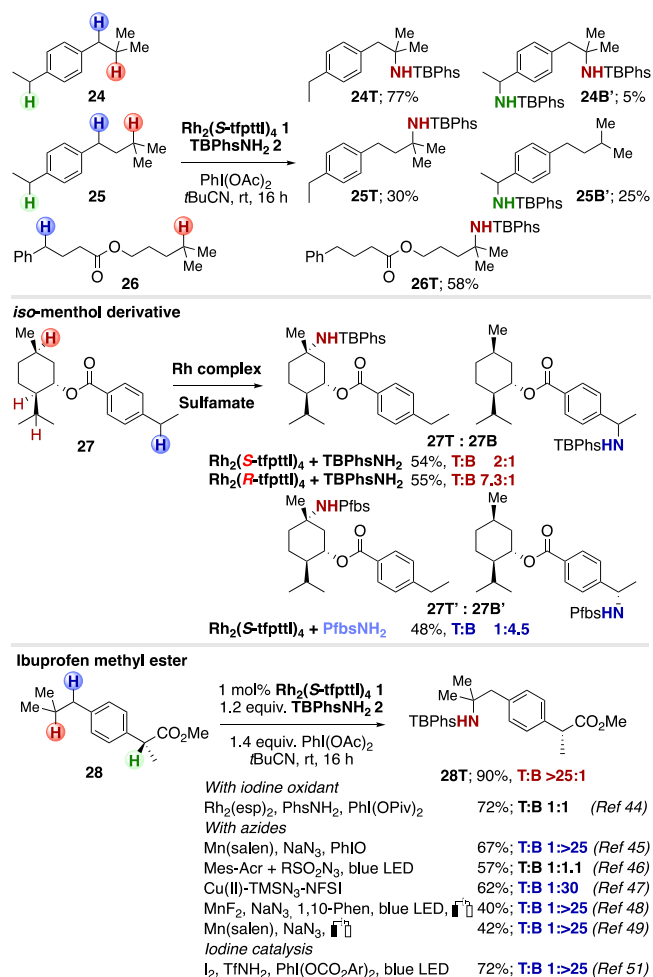 H
Me
Me
H
24
H
Me
Me
NHTBPhs
24T; 77%
Me
Me
NHTBPhs
NHTBPhs
24B'; 5%
H
H
Me
Me
H
25
Rh2(S-tfpttl)4 1
TBPhsNH2 2
PhI(OAc)2
tBuCN, rt, 16 h
NHTBPhs
Me
Me
25T; 30%
Me
Me
NHTBPhs
25B'; 25%
H
Ph
O
O
H
Me
Me
26
Ph
O
O
NHTBPhs
Me
Me
26T; 58%
iso-menthol derivative
Me
H
O
O
H
Me
Me
H
H
27
Rh complex
Sulfamate
Me
NHTBPhs
O
O
Me
O
O
TBPhsHN
27T : 27B
Rh2(S-tfpttl)4 + TBPhsNH2 54%, T:B 2:1
Rh2(R-tfpttl)4 + TBPhsNH2 55%, T:B 7.3:1
Me
NHPfbs
O
O
Me
O
O
PfbsHN
27T' : 27B'
Rh2(S-tfpttl)4 + PfbsNH2 48%, T:B 1:4.5
Ibuprofen methyl ester
H
Me
Me
H
CO2Me
Me
H
28
1 mol% Rh2(S-tfpttl)4 1
1.2 equiv. TBPhsNH2 2
1.4 equiv. PhI(OAc)2
tBuCN, rt, 16 h
Me
Me
TBPhsHN
CO2Me
Me
28T; 90%, T:B >25:1
With iodine oxidant
Rh2(esp)2, PhsNH2, PhI(OPiv)2 72%; T:B 1:1 (Ref 44)
With azides
Mn(salen), NaN3, PhIO 67%; T:B 1:>25 (Ref 45)
Mes-Acr + RSO2N3, blue LED 57%; T:B 1:1.1 (Ref 46)
Cu(II)-TMSN3-NFSI 62%; T:B 1:30 (Ref 47)
MnF2, NaN3, 1,10-Phen, blue LED, 40%; T:B 1:>25 (Ref 48)
Mn(salen), NaN3, 42%; T:B 1:>25 (Ref 49)
Iodine catalysis
I2, TfNH2, PhI(OCO2Ar)2, blue LED 72%; T:B 1:>25 (Ref 51)